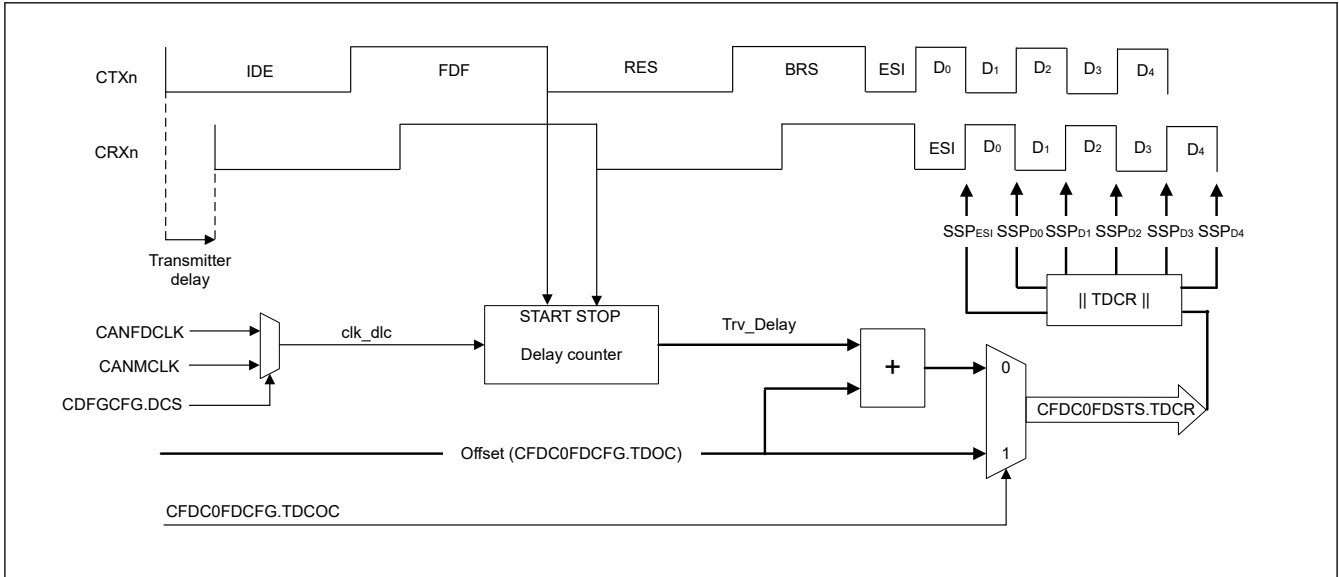 CTXn IDE FDF RES BRS ESI D0 D1 D2 D3 D4
CRXn ESI D0 D1 D2 D3 D4
SSPESI SSPD0 SSPD1 SSPD2 SSPD3 SSPD4
Transmitter
delay
|| TDCR ||
CANFDCLK
clk_dlc
START STOP
Delay counter
Trv_Delay
CANMCLK
+
0
CDFGCFG.DCS
CFDC0FDSTS.TDCR
Offset (CFDC0FDCFG.TDOC)
1
CFDC0FDCFG.TDCOC